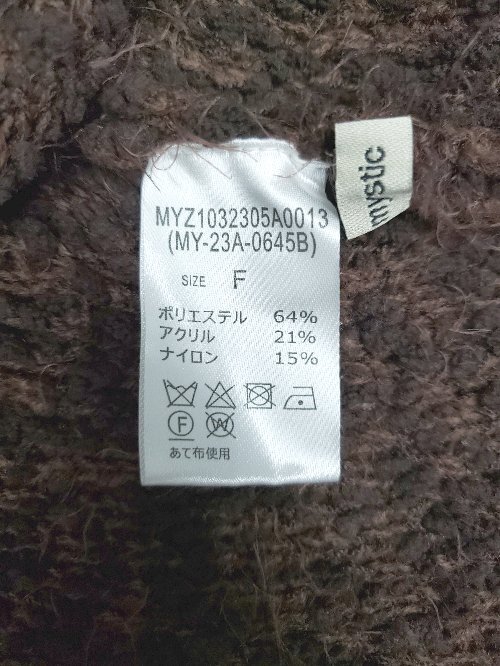 MYZ1032305A0013
(MY-23A-0645B)
SIZE F
ポリエステル 64%
アクリル 21%
ナイロン 15%
F W
あて布使用
mystic